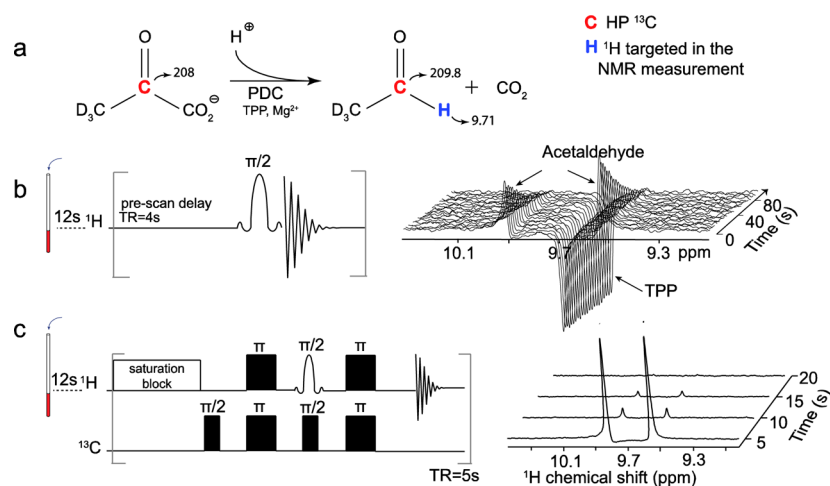 a
O
C
208
D₃C
CO₂⊖
H⊕
PDC
TPP, Mg²⁺
O
C
209.8
D₃C
H
9.71
+ CO₂
C HP ¹³C
H ¹H targeted in the
NMR measurement
b
12s ¹H
pre-scan delay
TR=4s
π/2
Acetaldehyde
TPP
10.1 9.7 9.3 ppm
0 40 80
Time (s)
c
12s ¹H
saturation
block
π π/2 π
π/2 π π/2 π
¹³C
TR=5s
20
15
10
5
Time (s)
10.1 9.7 9.3
¹H chemical shift (ppm)